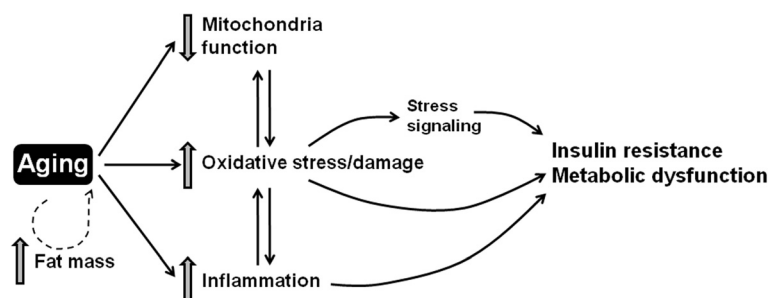 Mitochondria
function
Stress
signaling
Aging
Oxidative stress/damage
Insulin resistance
Metabolic dysfunction
Fat mass
Inflammation